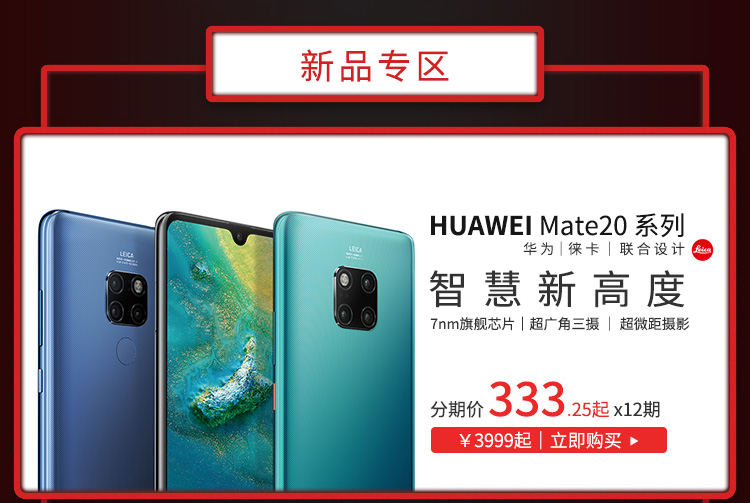 新品专区
HUAWEI Mate20 系列
华为｜徕卡｜联合设计
Leica
智慧新高度
7nm旗舰芯片｜超广角三摄｜超微距摄影
分期价 333.25起 x12期
￥3999起｜立即购买 ▸
LEICA
LEICA